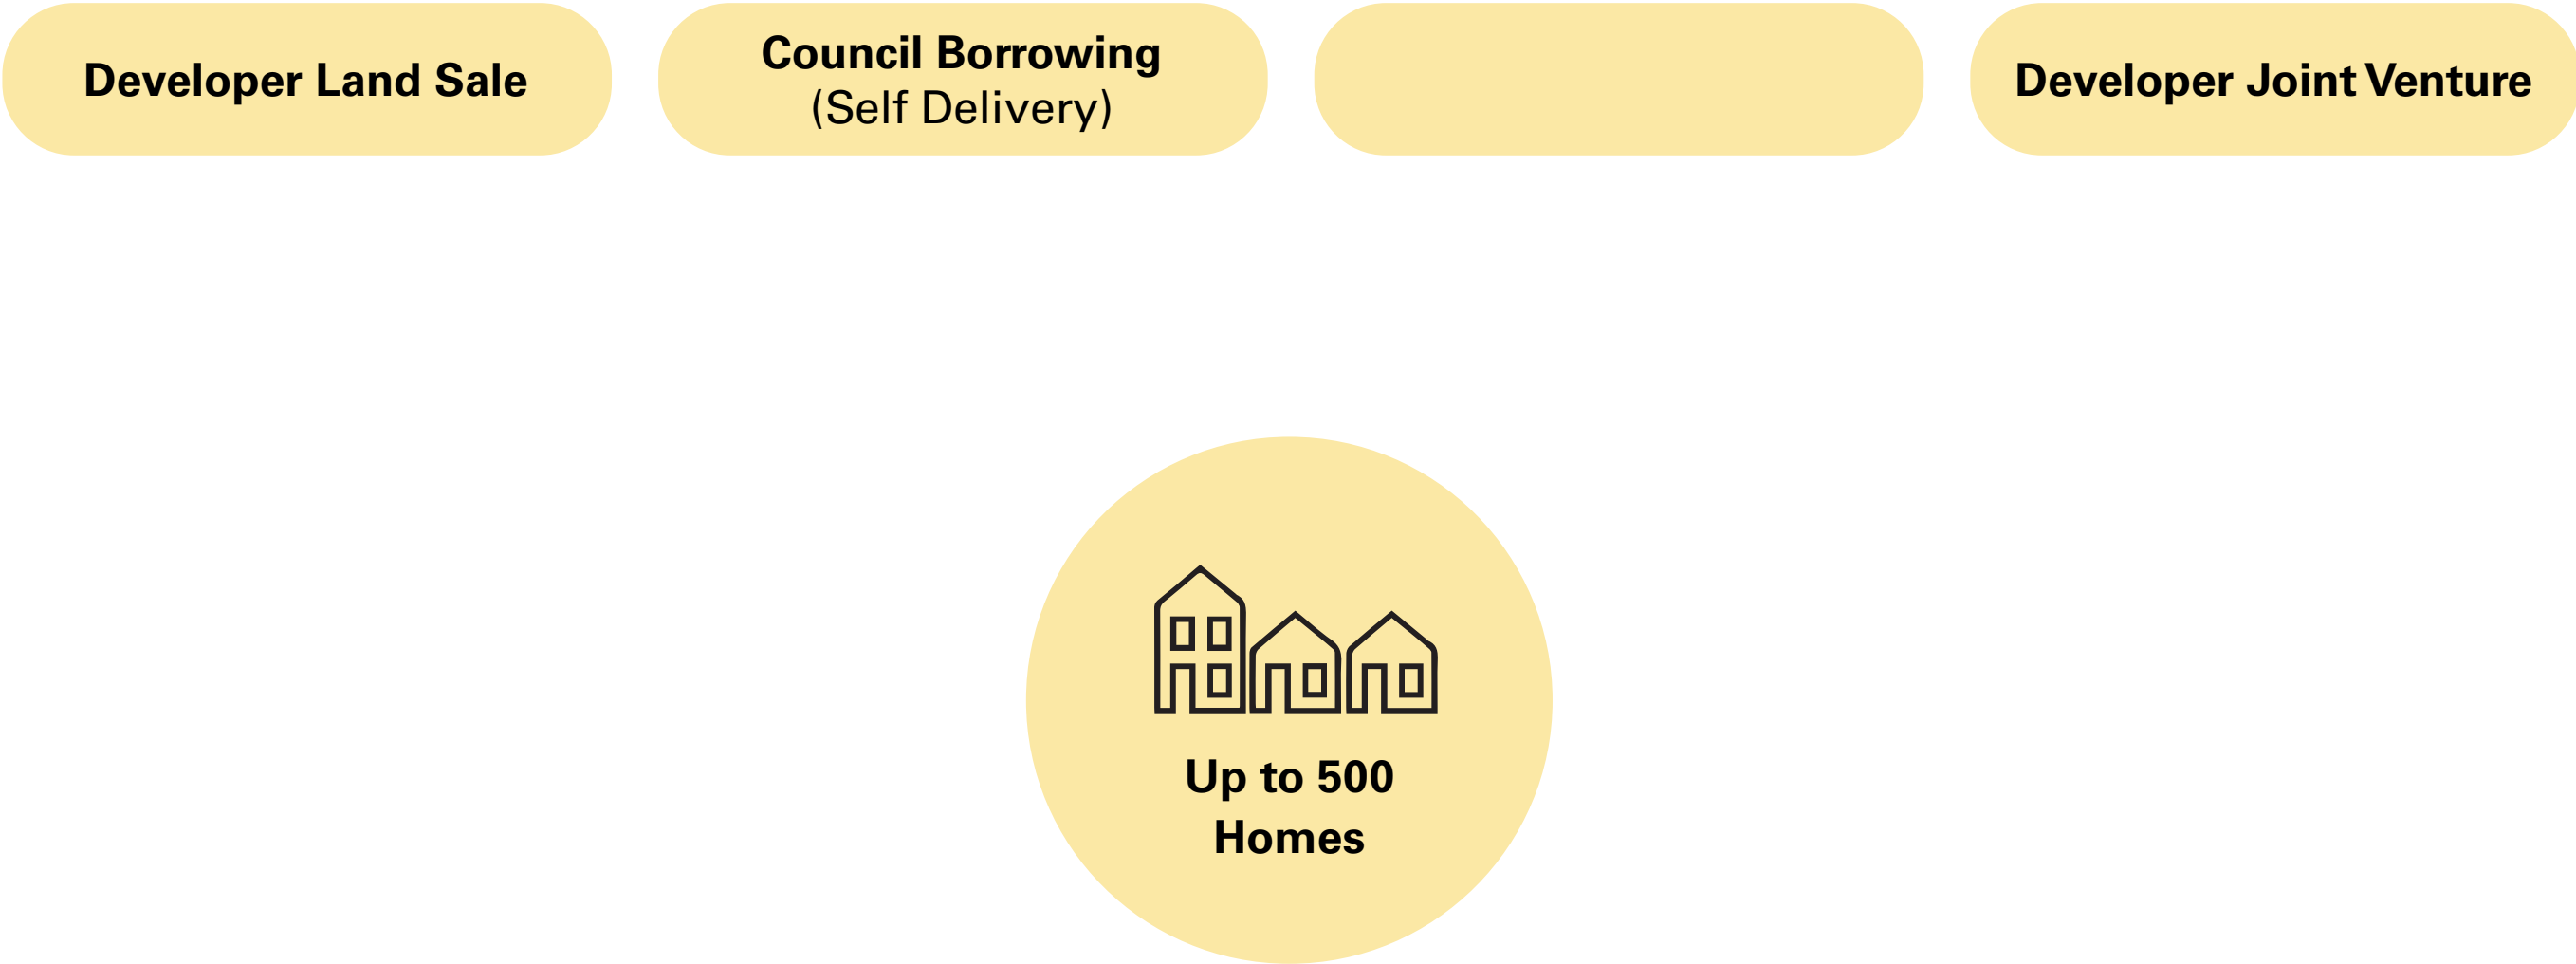 Developer Land Sale
Council Borrowing
(Self Delivery)
Developer Joint Venture
Up to 500
Homes